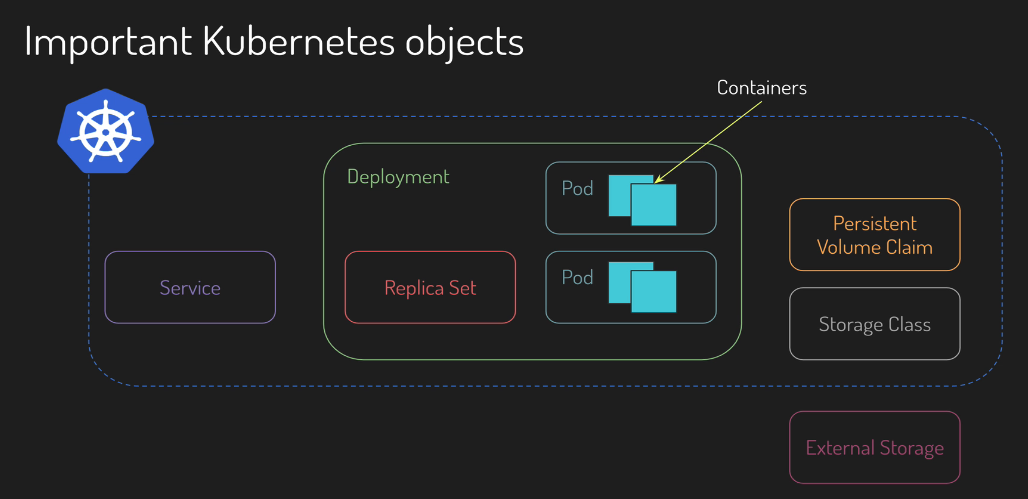 Important Kubernetes objects
Containers
Deployment
Pod
Service
Replica Set
Pod
Persistent
Volume Claim
Storage Class
External Storage